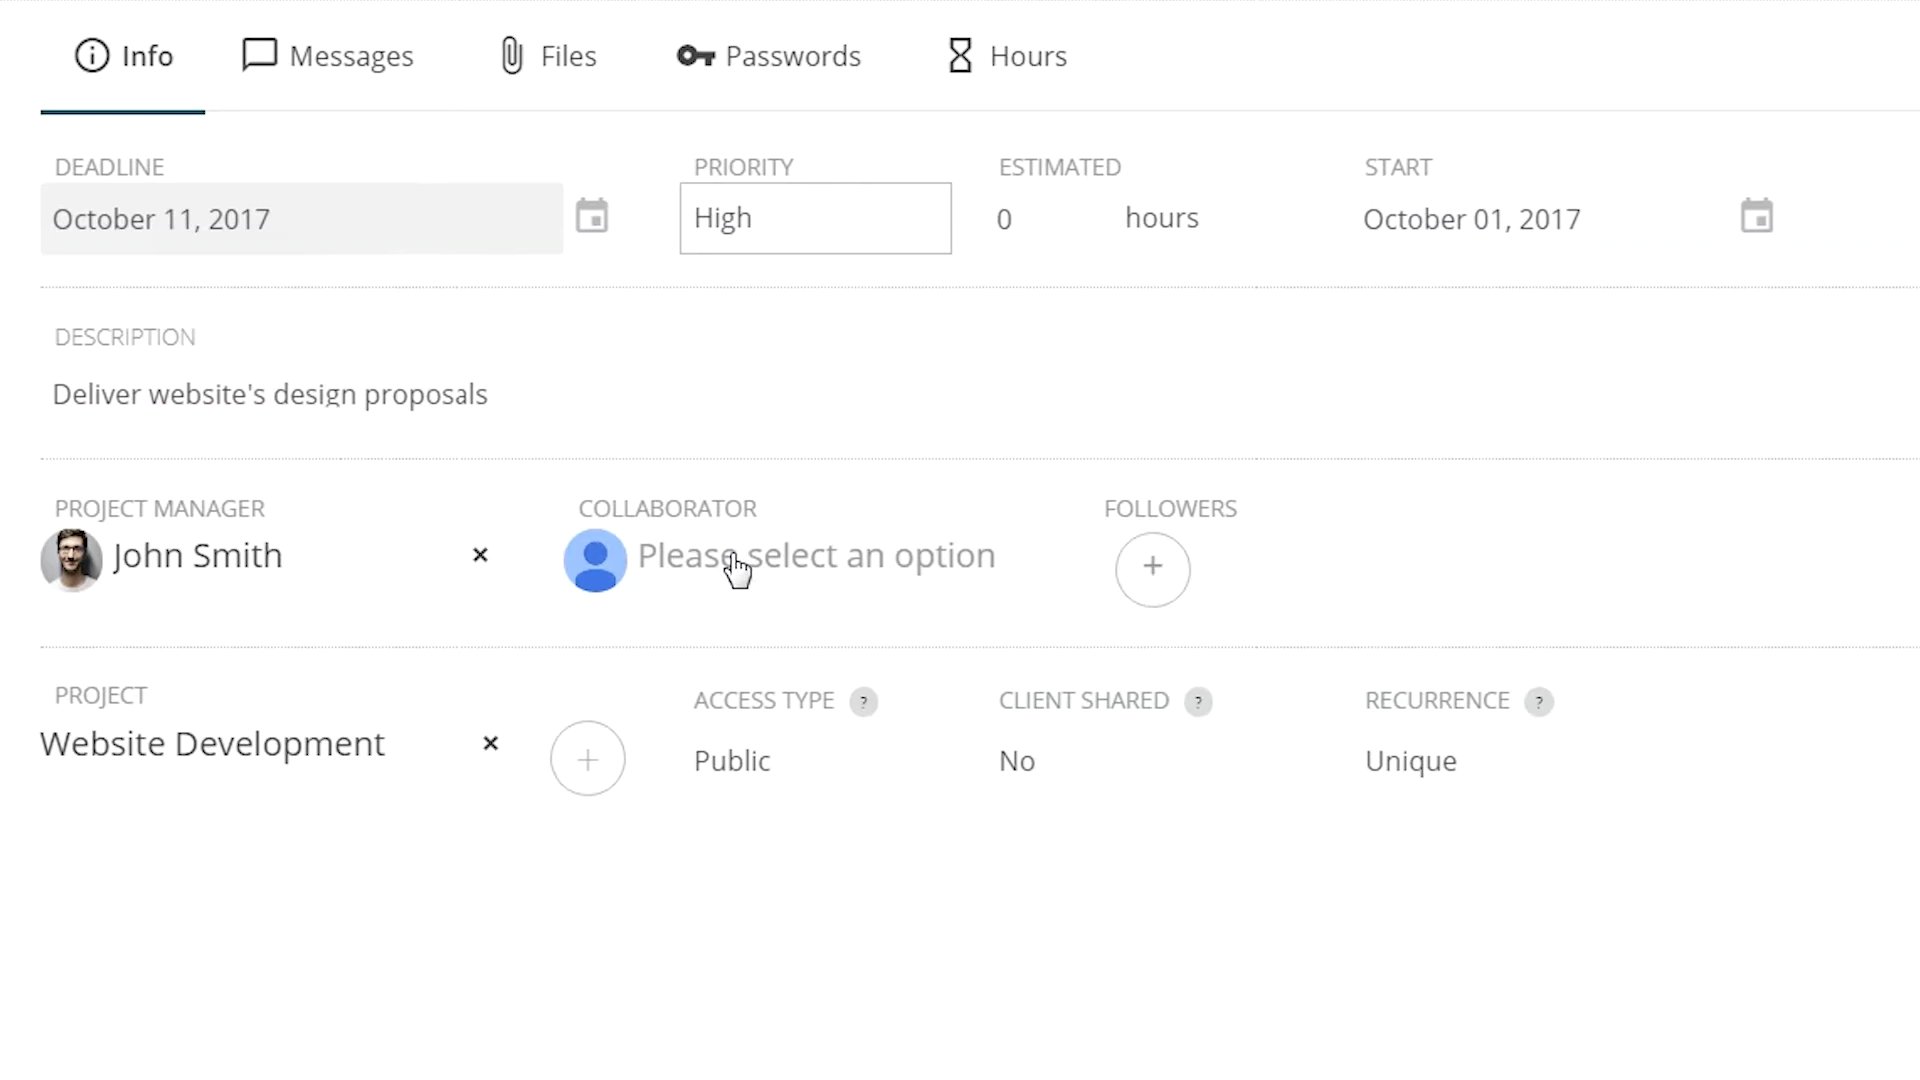 Info Messages Files Passwords Hours
DEADLINE PRIORITY ESTIMATED START
October 11, 2017 High 0 hours October 01, 2017
DESCRIPTION
Deliver website's design proposals
PROJECT MANAGER COLLABORATOR FOLLOWERS
John Smith × Please select an option +
PROJECT ACCESS TYPE ? CLIENT SHARED ? RECURRENCE ?
Website Development × + Public No Unique